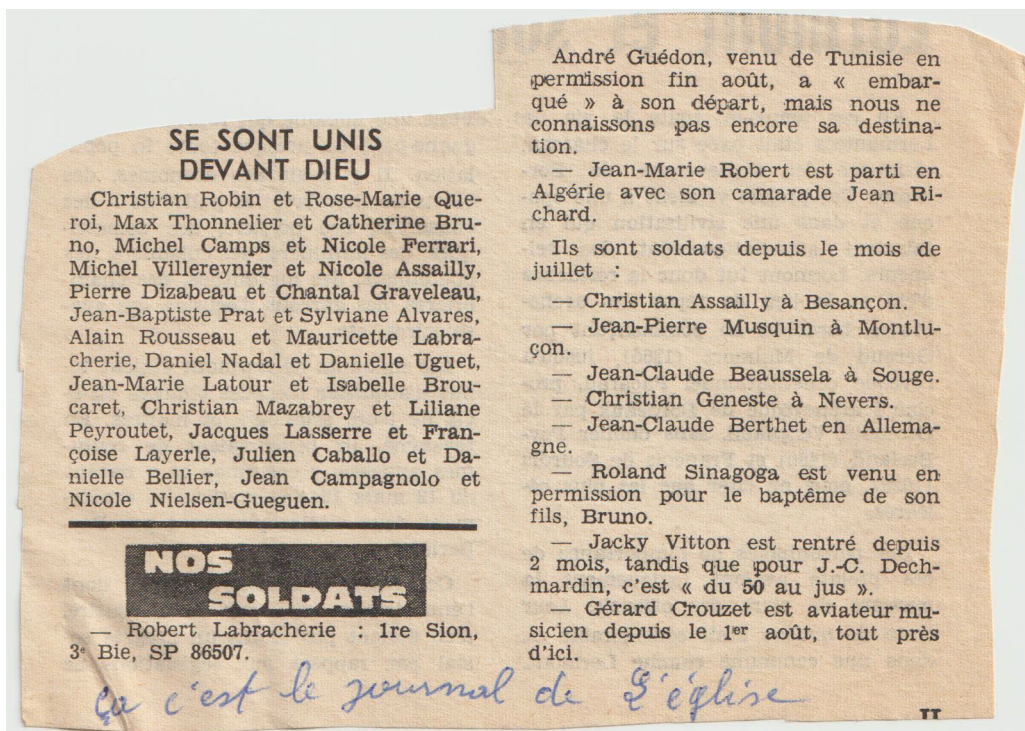 SE SONT UNIS
DEVANT DIEU
Christian Robin et Rose-Marie Que-
roi, Max Thonnelier et Catherine Bru-
no, Michel Camps et Nicole Ferrari,
Michel Villereynier et Nicole Assailly,
Pierre Dizabeau et Chantal Graveleau,
Jean-Baptiste Prat et Sylviane Alvares,
Alain Rousseau et Mauricette Labra-
cherie, Daniel Nadal et Danielle Uguet,
Jean-Marie Latour et Isabelle Brou-
caret, Christian Mazabrey et Liliane
Peyroutet, Jacques Lasserre et Fran-
çoise Layerle, Julien Caballo et Da-
nielle Bellier, Jean Campagnolo et
Nicole Nielsen-Gueguen.
NOS
SOLDATS
— Robert Labracherie : 1re Sion,
3e Bie, SP 86507.
André Guédon, venu de Tunisie en
permission fin août, a « embar-
qué » à son départ, mais nous ne
connaissons pas encore sa destina-
tion.
— Jean-Marie Robert est parti en
Algérie avec son camarade Jean Ri-
chard.
Ils sont soldats depuis le mois de
juillet :
— Christian Assailly à Besançon.
— Jean-Pierre Musquin à Montlu-
çon.
— Jean-Claude Beaussela à Souge.
— Christian Geneste à Nevers.
— Jean-Claude Berthet en Allema-
gne.
— Roland Sinagoga est venu en
permission pour le baptême de son
fils, Bruno.
— Jacky Vitton est rentré depuis
2 mois, tandis que pour J.-C. Dech-
mardin, c'est « du 50 au jus ».
— Gérard Crouzet est aviateur mu-
sicien depuis le 1er août, tout près
d'ici.
Ça c'est le journal de L'église
II